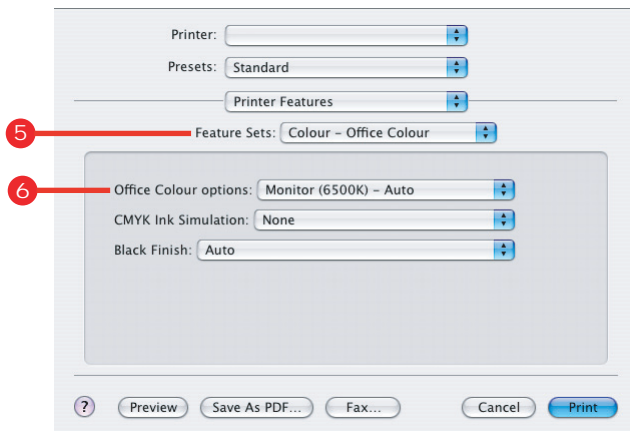 Printer:
Presets: Standard
Printer Features
5 Feature Sets: Colour – Office Colour
6 Office Colour options: Monitor (6500K) – Auto
CMYK Ink Simulation: None
Black Finish: Auto
? Preview Save As PDF... Fax... Cancel Print